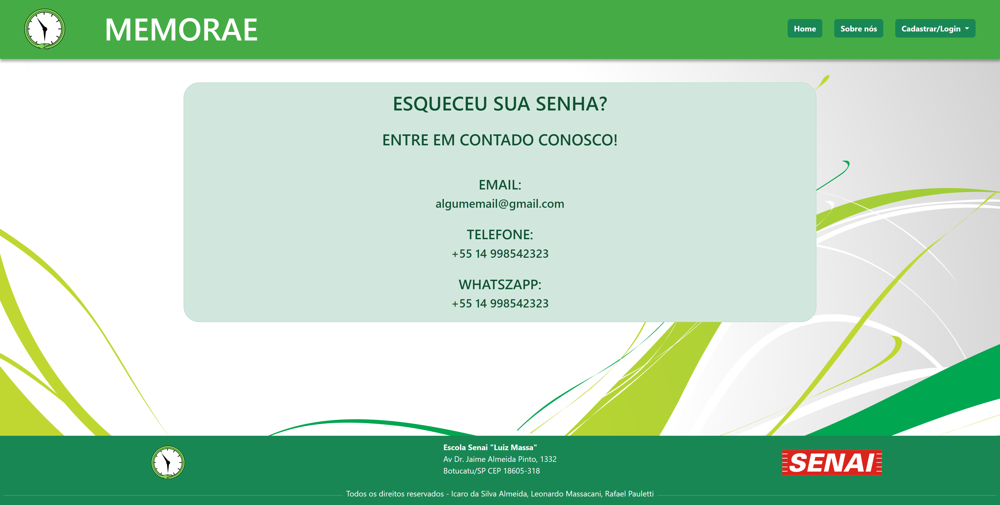 MEMORAE
Home
Sobre nós
Cadastrar/Login
ESQUECEU SUA SENHA?
ENTRE EM CONTADO CONOSCO!
EMAIL:
algumemail@gmail.com
TELEFONE:
+55 14 998542323
WHATSZAPP:
+55 14 998542323
Escola Senai "Luiz Massa"
Av Dr. Jaime Almeida Pinto, 1332
Botucatu/SP CEP 18605-318
SENAI
Todos os direitos reservados - Icaro da Silva Almeida, Leonardo Massacani, Rafael Pauletti